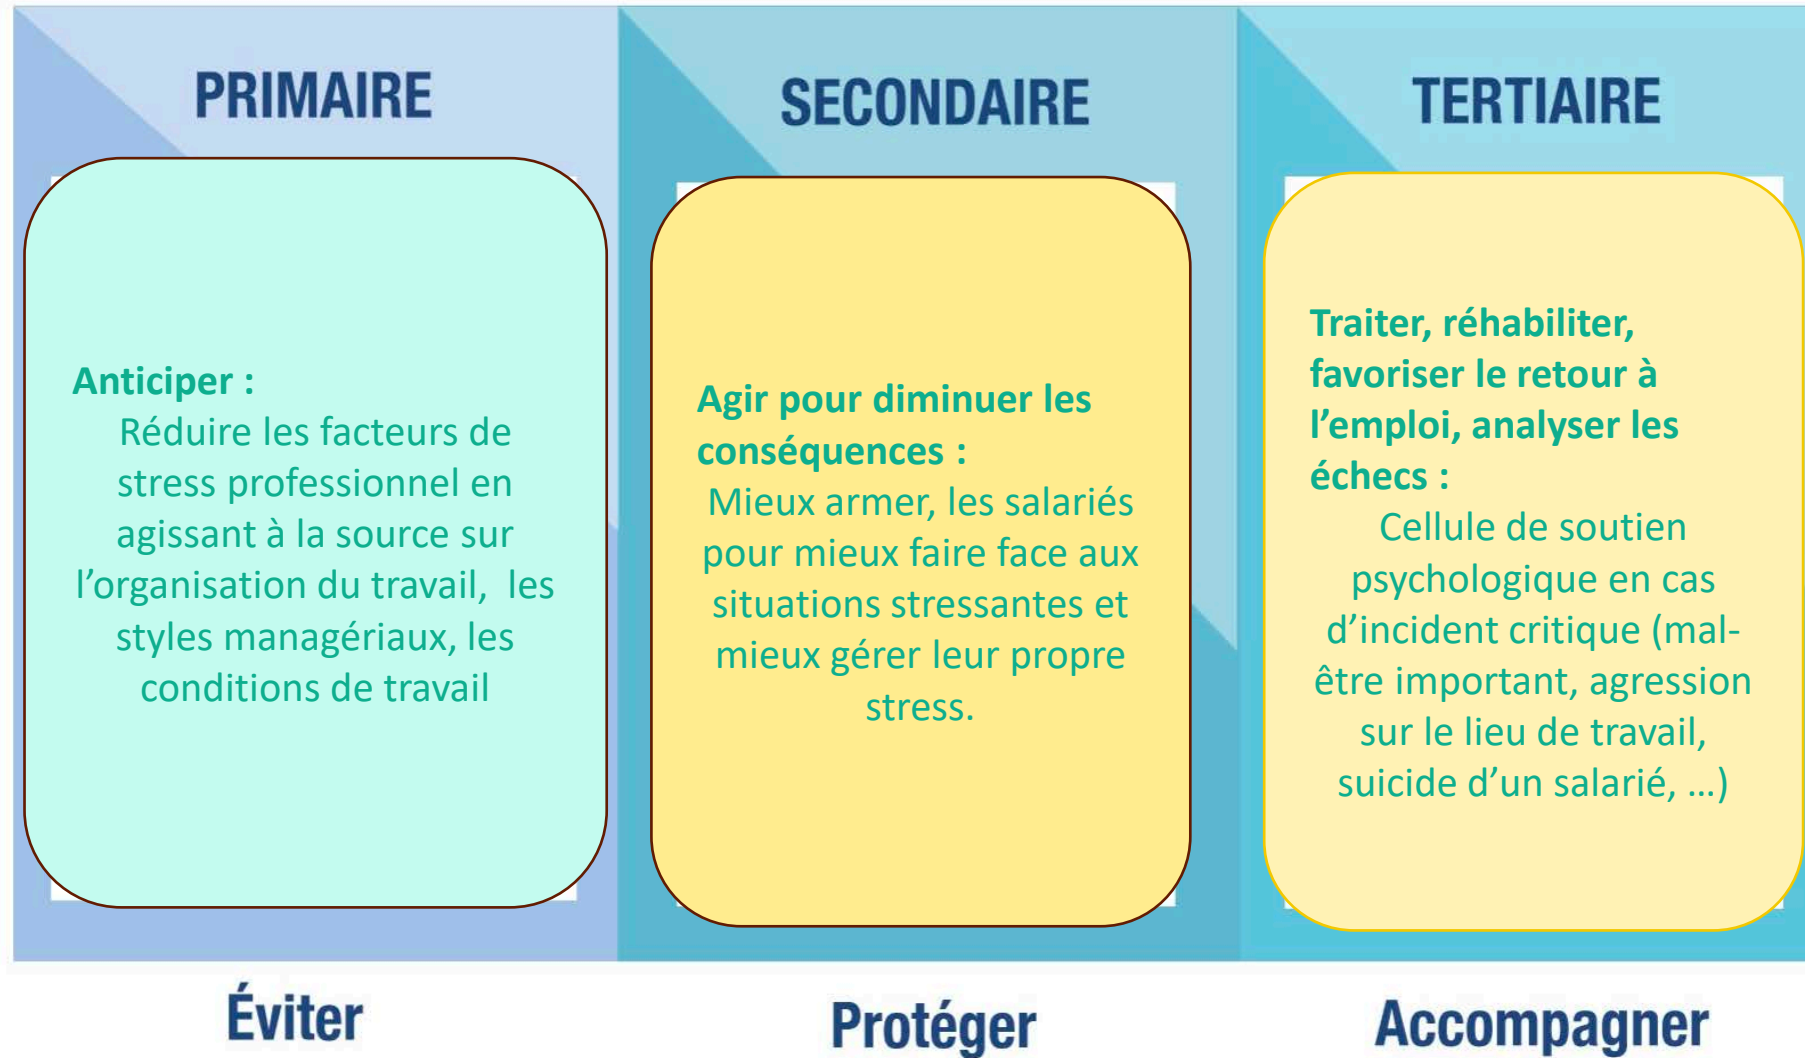 PRIMAIRE
Anticiper :
Réduire les facteurs de
stress professionnel en
agissant à la source sur
l’organisation du travail,  les
styles managériaux, les
conditions de travail
Éviter
SECONDAIRE
Agir pour diminuer les
conséquences :
Mieux armer, les salariés
pour mieux faire face aux
situations stressantes et
mieux gérer leur propre
stress.
Protéger
TERTIAIRE
Traiter, réhabiliter,
favoriser le retour à
l’emploi, analyser les
échecs :
Cellule de soutien
psychologique en cas
d’incident critique (mal-
être important, agression
sur le lieu de travail,
suicide d’un salarié, …)
Accompagner